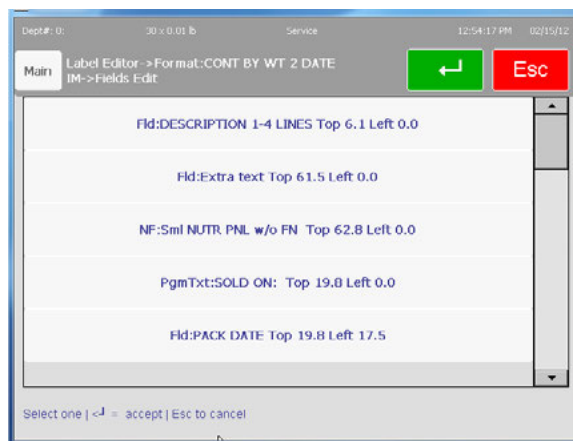 Dept#: 0: 30 x 0.01 lb Service 12:54:17 PM 02/15/12
Main
Label Editor->Format:CONT BY WT 2 DATE
IM->Fields Edit
Esc
Fld:DESCRIPTION 1-4 LINES Top 6.1 Left 0.0
Fld:Extra text Top 61.5 Left 0.0
NF:Sml NUTR PNL w/o FN Top 62.8 Left 0.0
PgmTxt:SOLD ON: Top 19.8 Left 0.0
Fld:PACK DATE Top 19.8 Left 17.5
Select one | <┘ = accept | Esc to cancel